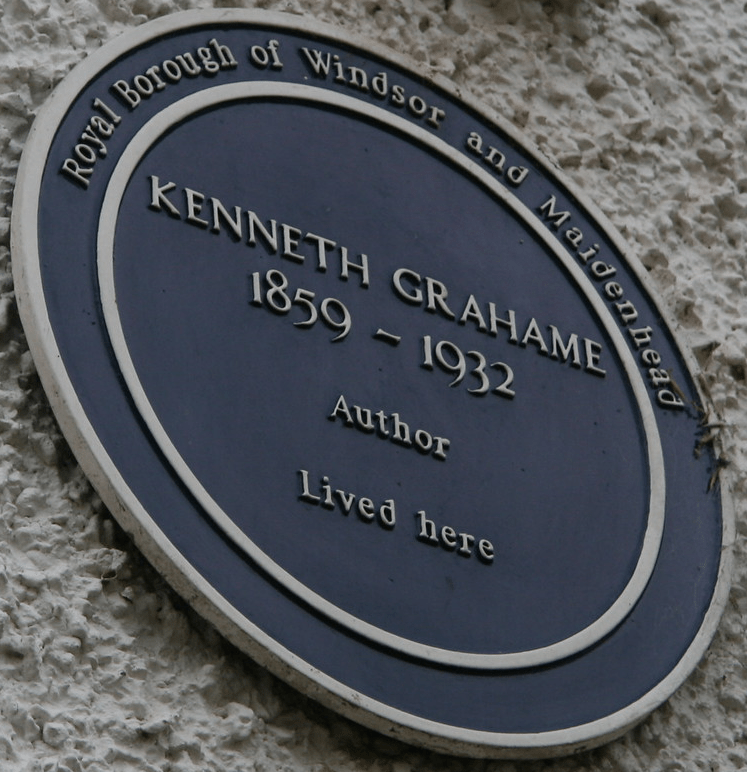 Royal Borough of Windsor and Maidenhead
KENNETH GRAHAME
1859 - 1932
Author
Lived here